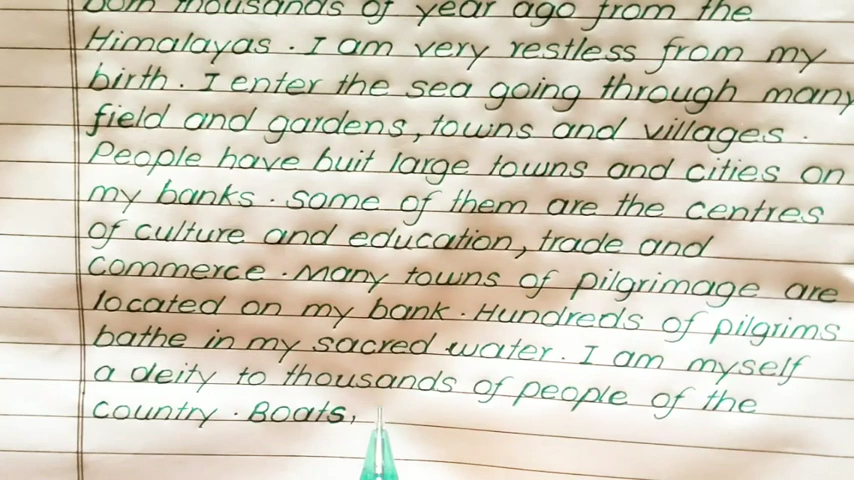 born thousands of year ago from the
Himalayas. I am very restless from my
birth. I enter the sea going through many
field and gardens, towns and villages.
People have buit large towns and cities on
my banks. some of them are the centres
of culture and education, trade and
commerce. Many towns of pilgrimage are
located on my bank. Hundreds of pilgrims
bathe in my sacred water. I am myself
a deity to thousands of people of the
country. Boats,